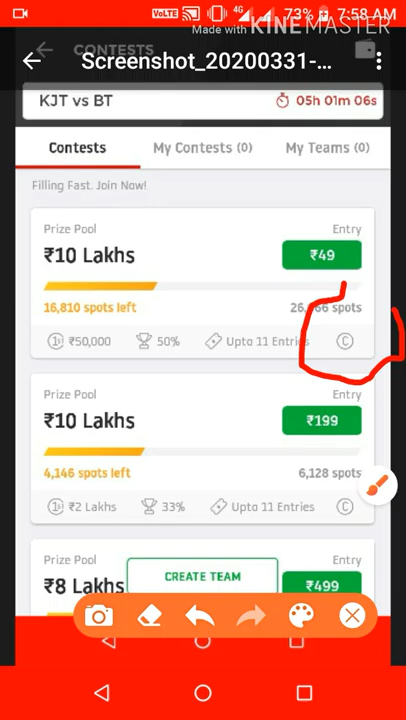 VoLTE 4G 73% 7:58 AM
Made with KINEMASTER
CONTESTS
Screenshot_20200331-...
KJT vs BT 05h 01m 06s
Contests My Contests (0) My Teams (0)
Filling Fast. Join Now!
Prize Pool Entry
₹10 Lakhs ₹49
16,810 spots left spots
1st ₹50,000 50% Upto 11 Entries C
Prize Pool Entry
₹10 Lakhs ₹199
4,146 spots left 6,128 spots
1st ₹2 Lakhs 33% Upto 11 Entries C
Prize Pool Entry
₹8 Lakhs CREATE TEAM ₹499